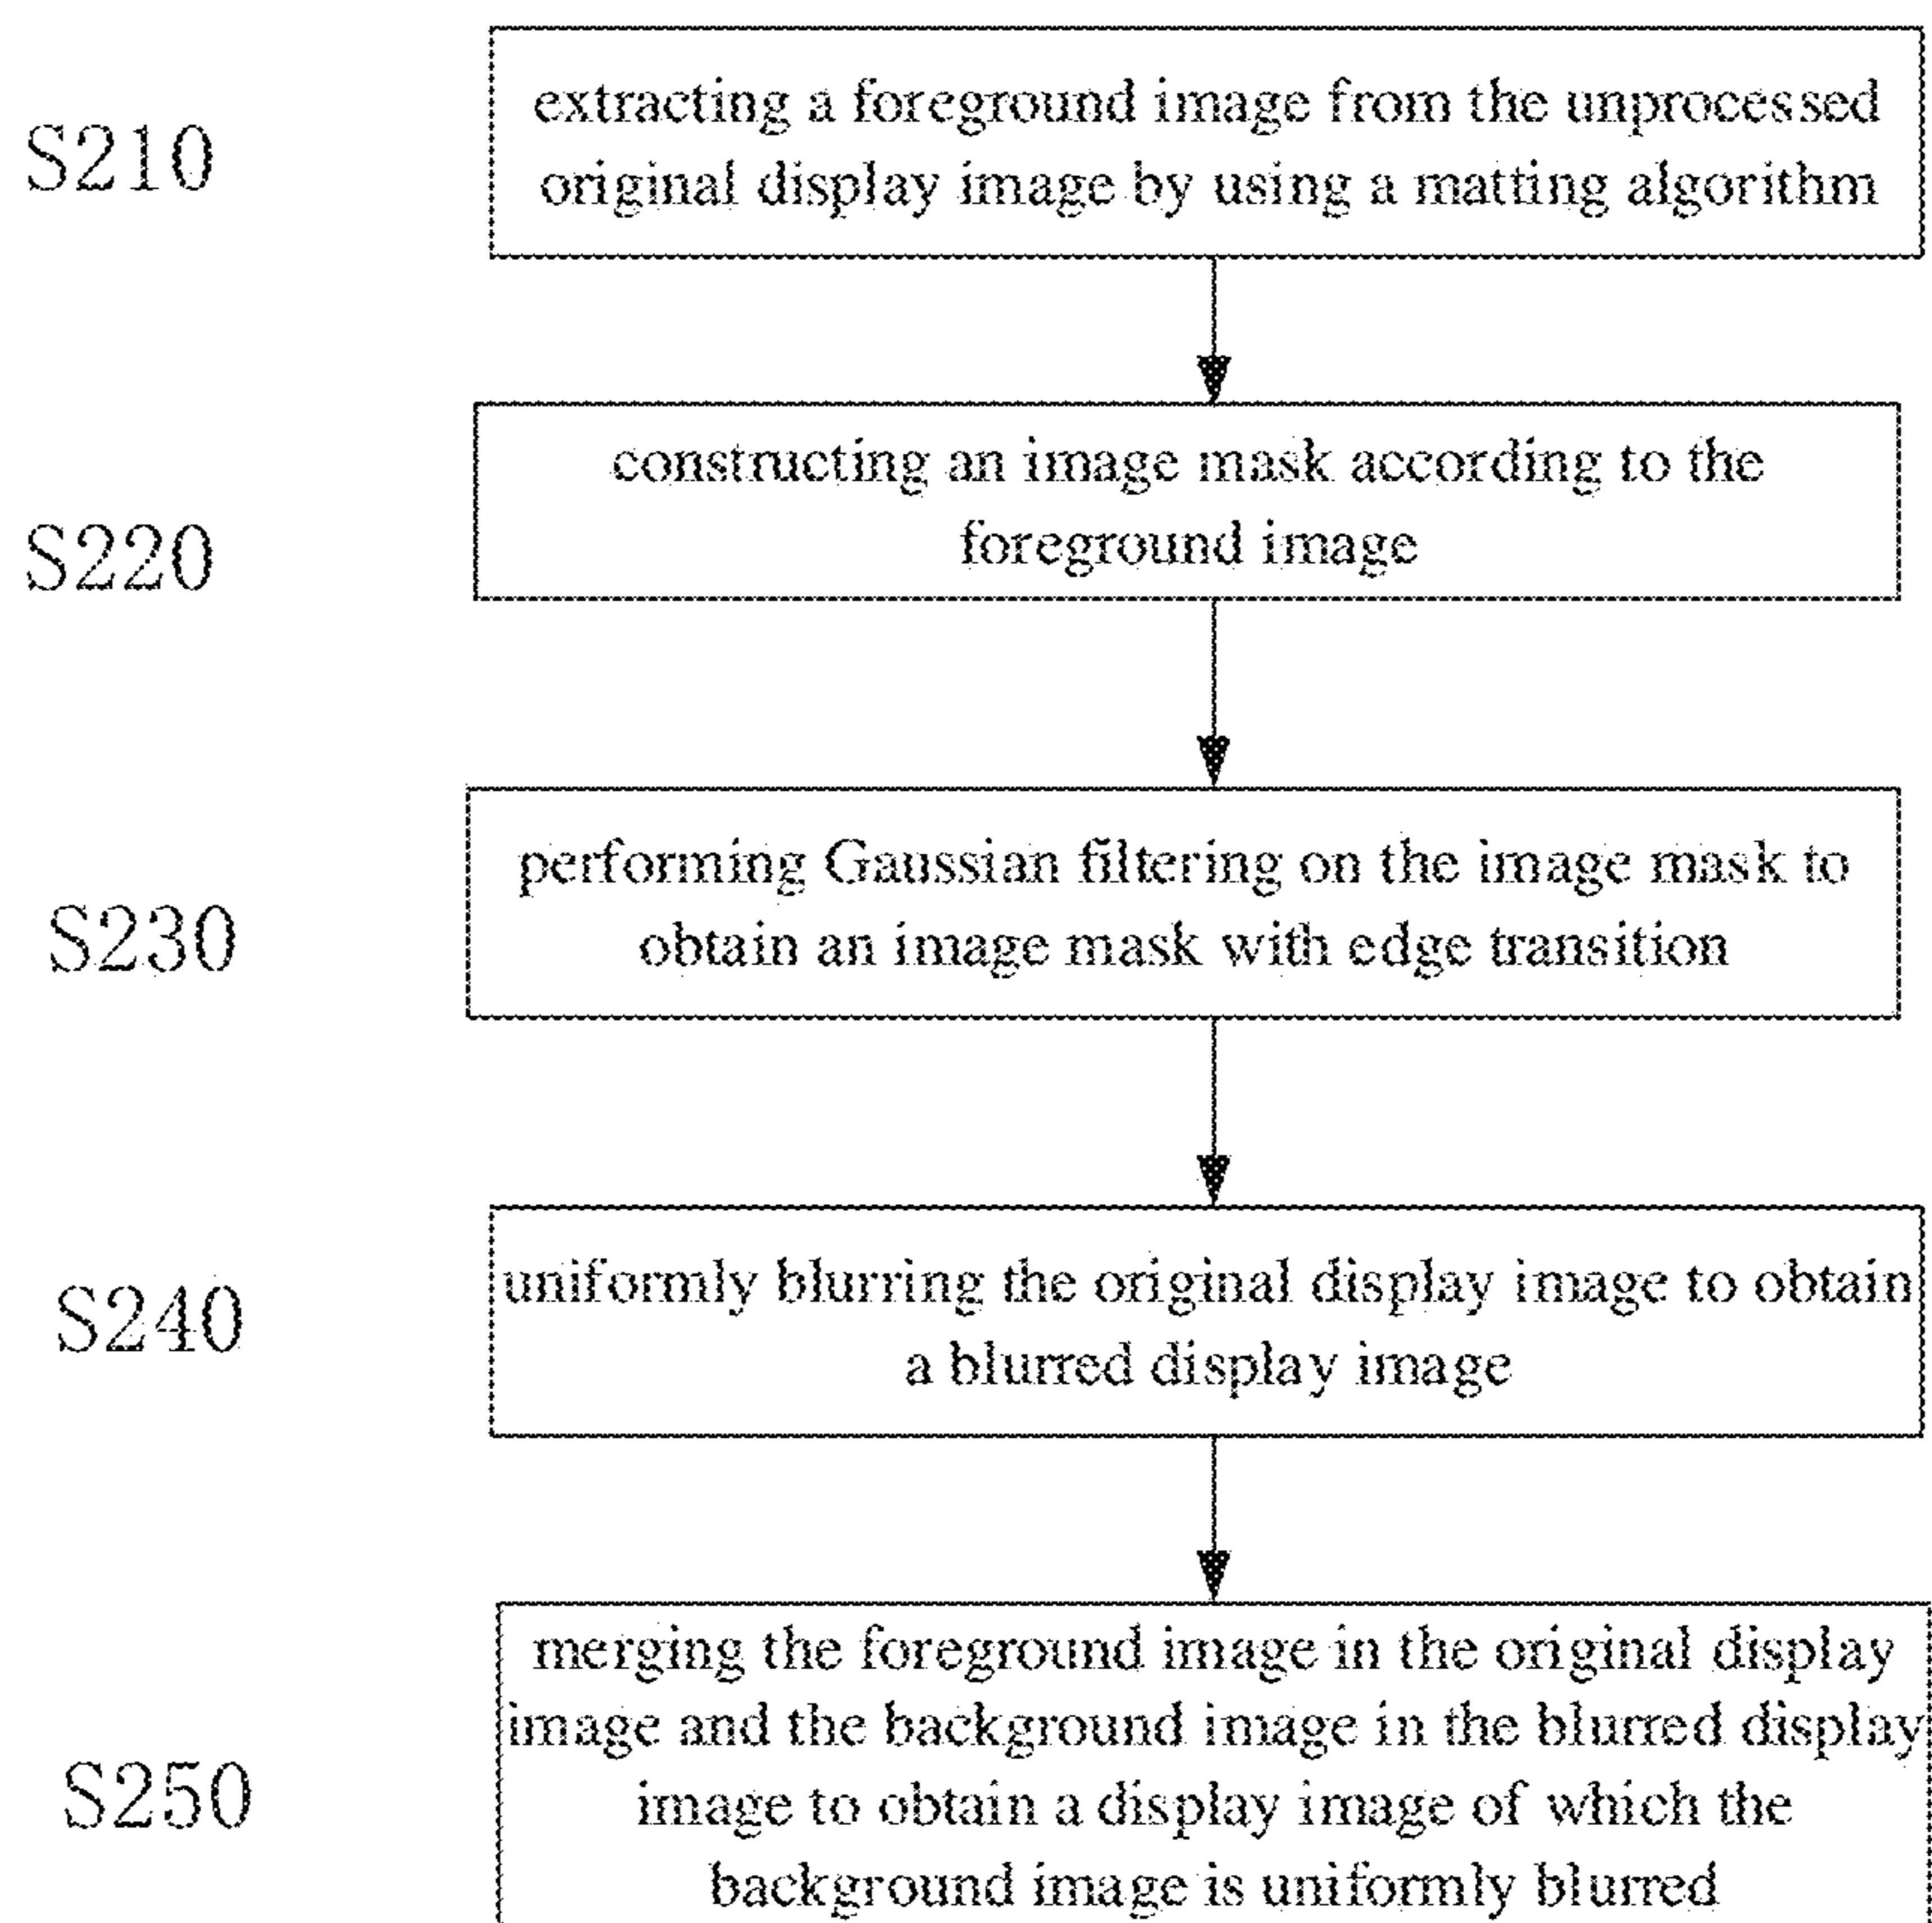 S210
extracting a foreground image from the unprocessed
original display image by using a matting algorithm
S220
constructing an image mask according to the
foreground image
S230
performing Gaussian filtering on the image mask to
obtain an image mask with edge transition
S240
uniformly blurring the original display image to obtain
a blurred display image
S250
merging the foreground image in the original display
image and the background image in the blurred display
image to obtain a display image of which the
background image is uniformly blurred